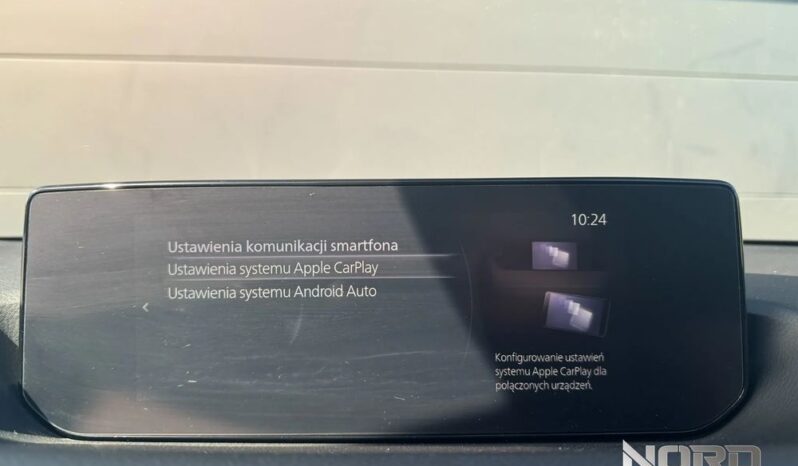 10:24
Ustawienia komunikacji smartfona
Ustawienia systemu Apple CarPlay
Ustawienia systemu Android Auto
Konfigurowanie ustawień
systemu Apple CarPlay dla
połączonych urządzeń.
NORD